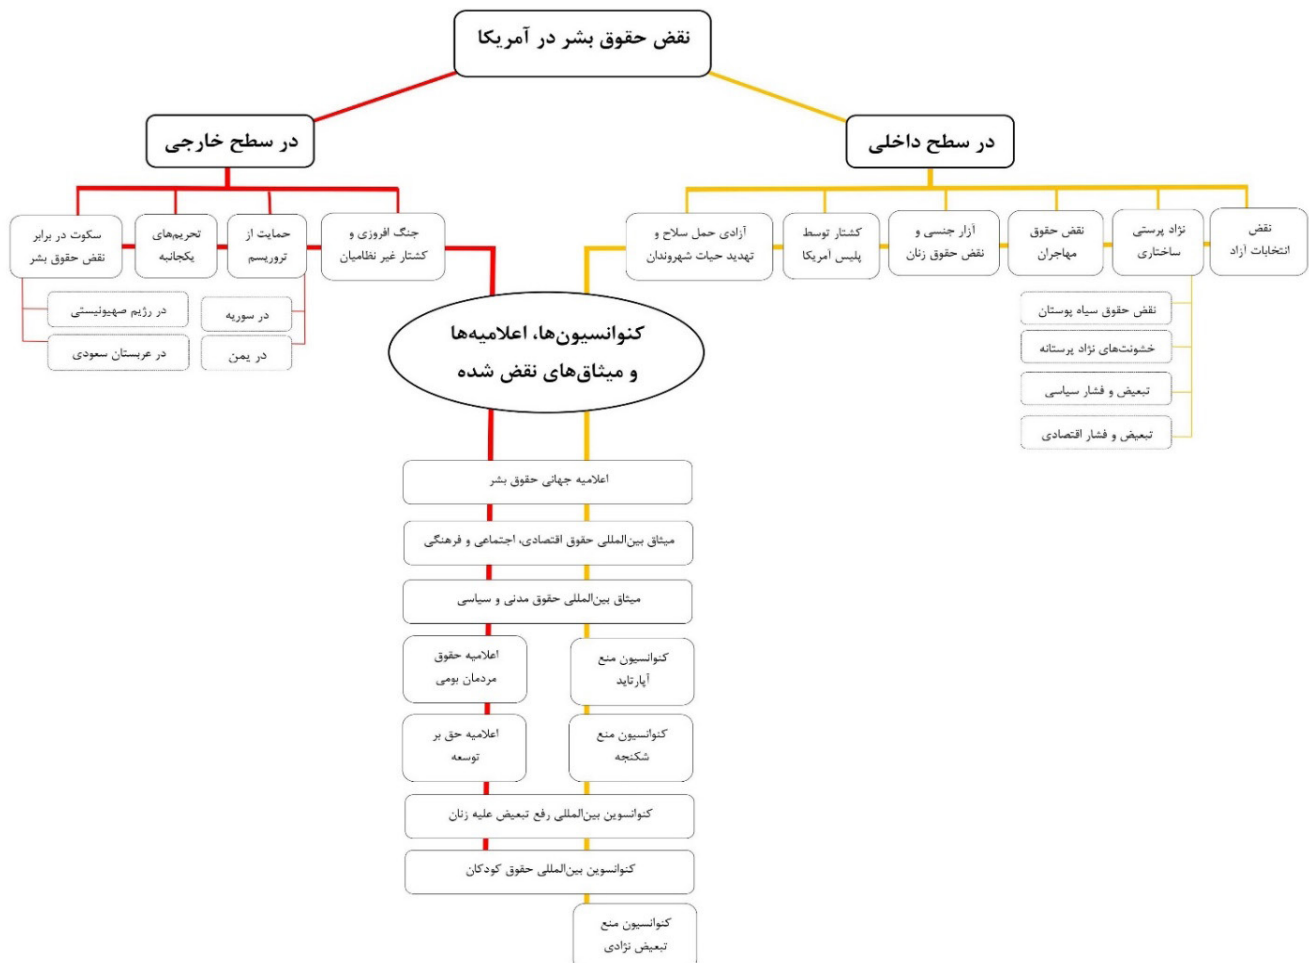 نقض حقوق بشر در آمریکا
در سطح داخلی
در سطح خارجی
نقض
انتخابات آزاد
نژاد پرستی
ساختاری
نقض حقوق
مهاجران
آزار جنسی و
نقض حقوق زنان
کشتار توسط
پلیس آمریکا
آزادی حمل سلاح و
تهدید حیات شهروندان
جنگ افروزی و
کشتار غیر نظامیان
حمایت از
تروریسم
تحریم‌های
یکجانبه
سکوت در برابر
نقض حقوق بشر
نقض حقوق سیاه پوستان
خشونت‌های نژاد پرستانه
تبعیض و فشار سیاسی
تبعیض و فشار اقتصادی
در سوریه
در یمن
در رژیم صهیونیستی
در عربستان سعودی
کنوانسیون‌ها، اعلامیه‌ها
و میثاق‌های نقض شده
اعلامیه جهانی حقوق بشر
میثاق بین‌المللی حقوق اقتصادی، اجتماعی و فرهنگی
میثاق بین‌المللی حقوق مدنی و سیاسی
کنوانسیون منع
آپارتاید
اعلامیه حقوق
مردمان بومی
کنوانسیون منع
شکنجه
اعلامیه حق بر
توسعه
کنوانسوین بین‌المللی رفع تبعیض علیه زنان
کنوانسوین بین‌المللی حقوق کودکان
کنوانسیون منع
تبعیض نژادی